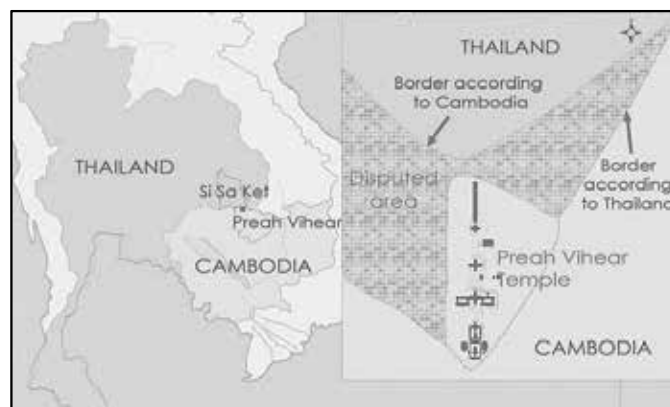 THAILAND
Si Sa Ket
Preah Vihear
CAMBODIA
THAILAND
Border according
to Cambodia
Border
according
to Thailand
Disputed
area
Preah Vihear
Temple
CAMBODIA